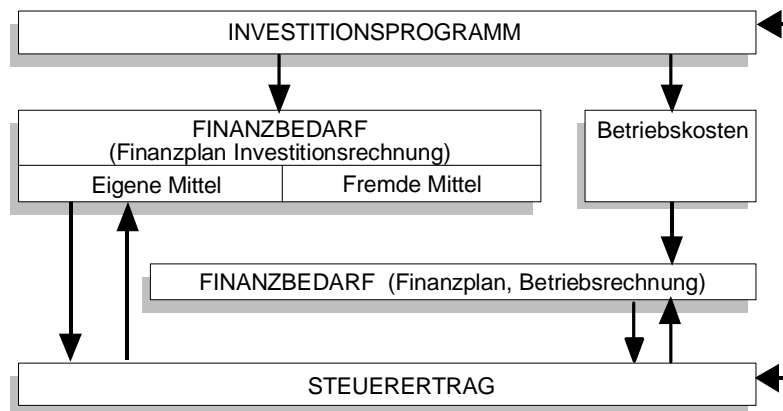 INVESTITIONSPROGRAMM
FINANZBEDARF
(Finanzplan Investitionsrechnung)
Eigene Mittel
Fremde Mittel
Betriebskosten
FINANZBEDARF (Finanzplan, Betriebsrechnung)
STEUERERTRAG